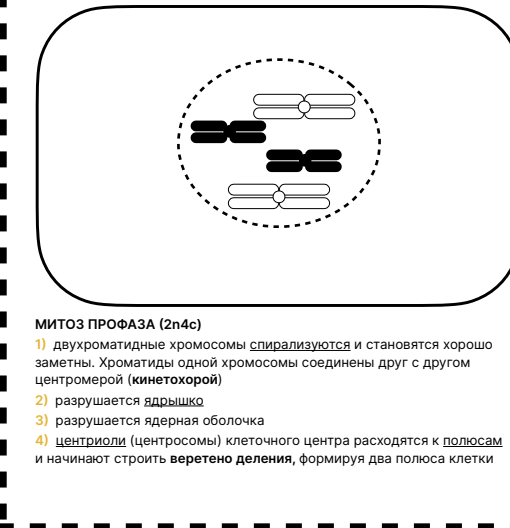 МИТОЗ ПРОФАЗА (2n4c)
1) двухроматидные хромосомы спирализуются и становятся хорошо
заметны. Хроматиды одной хромосомы соединены друг с другом
центромерой (кинетохорой)
2) разрушается ядрышко
3) разрушается ядерная оболочка
4) центриоли (центросомы) клеточного центра расходятся к полюсам
и начинают строить веретено деления, формируя два полюса клетки